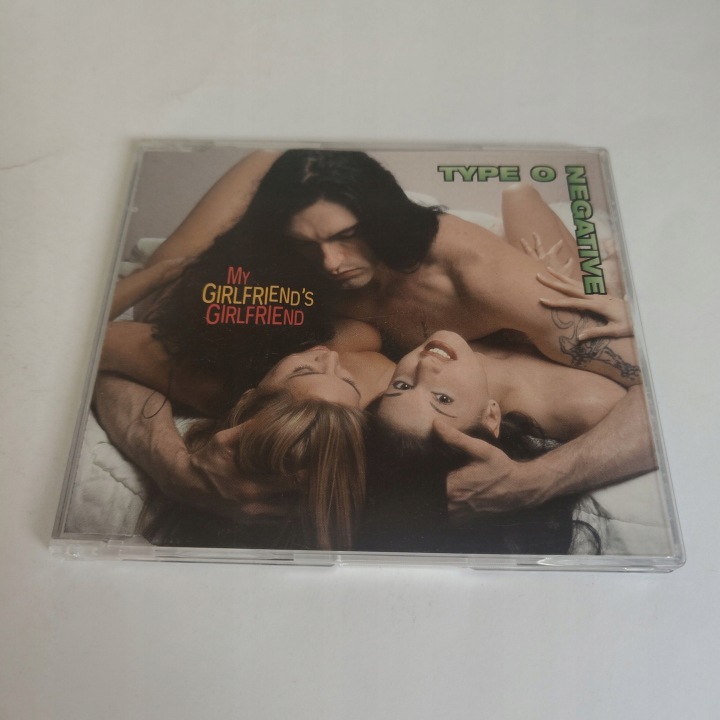 TYPE O NEGATIVE
MY
GIRLFRIEND'S
GIRLFRIEND